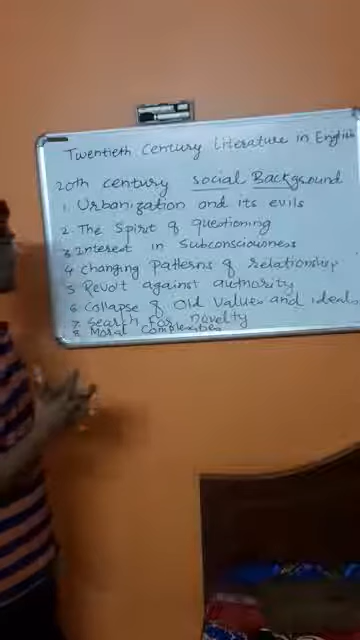 Twentieth Century Literature in English
20th century Social Background
1. Urbanization and its evils
2. The Spirit of questioning
3 Interest in Subconsciousness
4 Changing Patterns of relationship
5 Revolt against authority
6 Collapse of Old Values and ideals
7. Search For Novelty
8. Moral Complexities